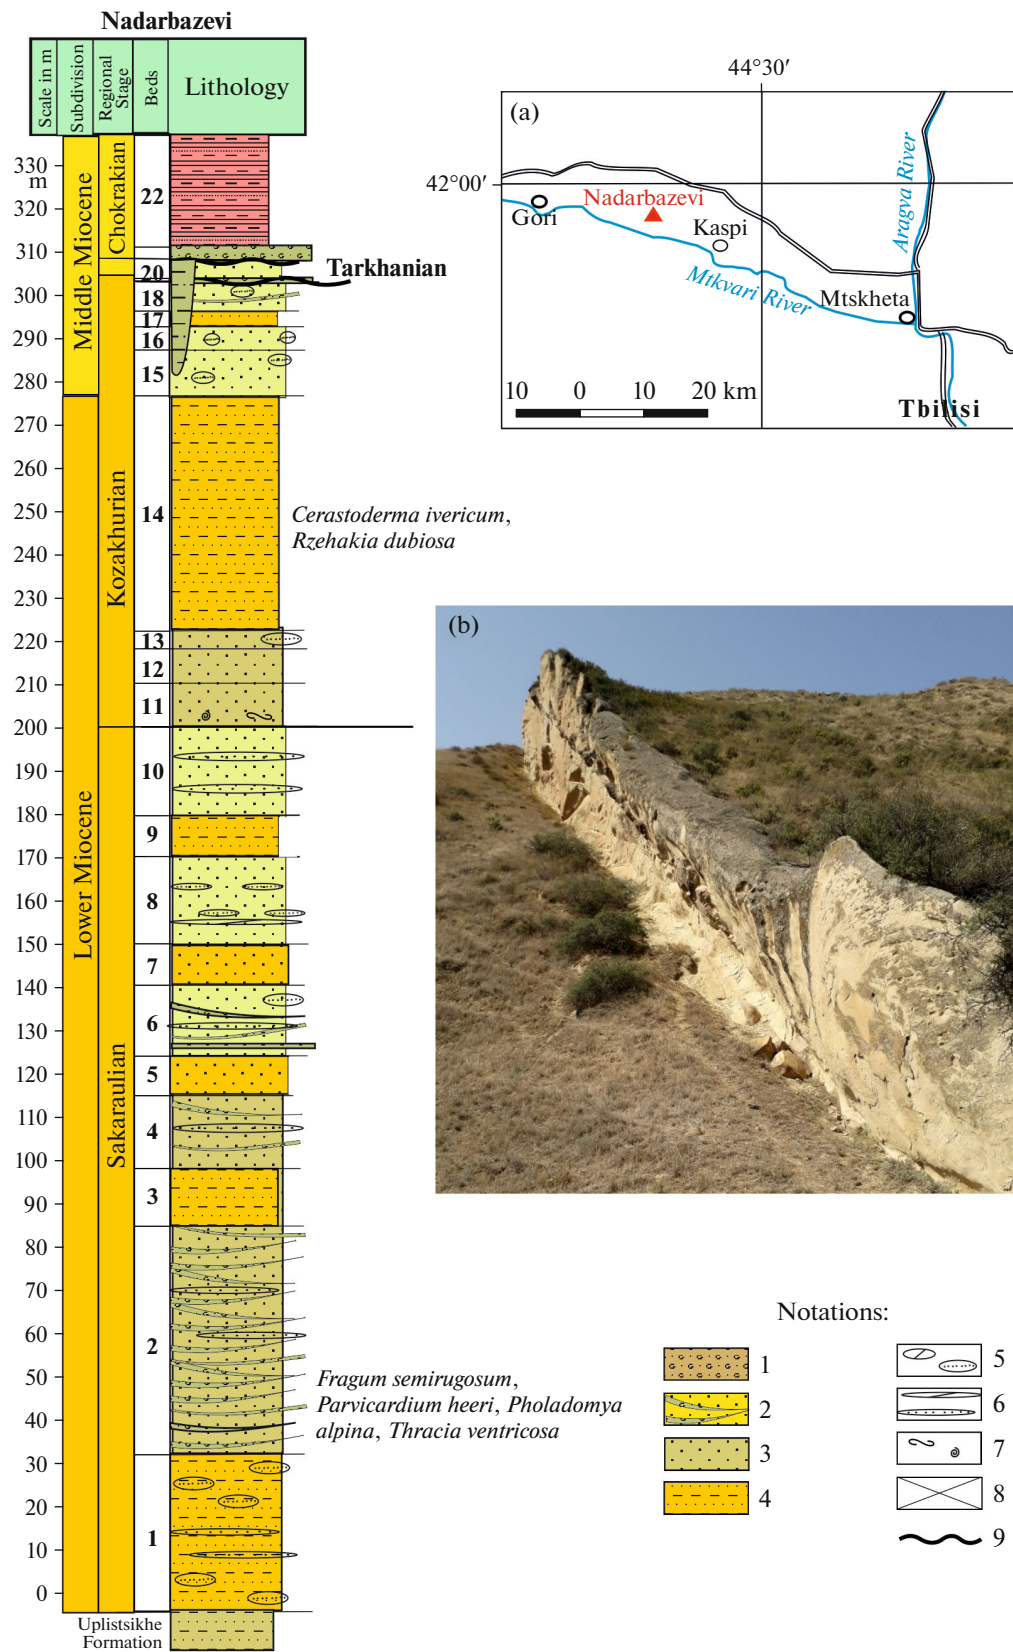 Nadarbazevi
Scale in m
Subdivision
Regional
Stage
Beds
Lithology
330
m
320
310
300
290
280
270
260
250
240
230
220
210
200
190
180
170
160
150
140
130
120
110
100
90
80
70
60
50
40
30
20
10
0
Middle Miocene
Lower Miocene
Chokrakian
Kozakhurian
Sakaraulian
22
20
18
17
16
15
14
13
12
11
10
9
8
7
6
5
4
3
2
1
Uplistsikhe
Formation
Tarkhanian
Cerastoderma ivericum,
Rzehakia dubiosa
Fragum semirugosum,
Parvicardium heeri, Pholadomya
alpina, Thracia ventricosa
44°30′
(a)
42°00′
Gori
Nadarbazevi
Kaspi
Mtkvari River
Aragva River
Mtskheta
Tbilisi
10 0 10 20 km
(b)
Notations:
1
2
3
4
5
6
7
8
9